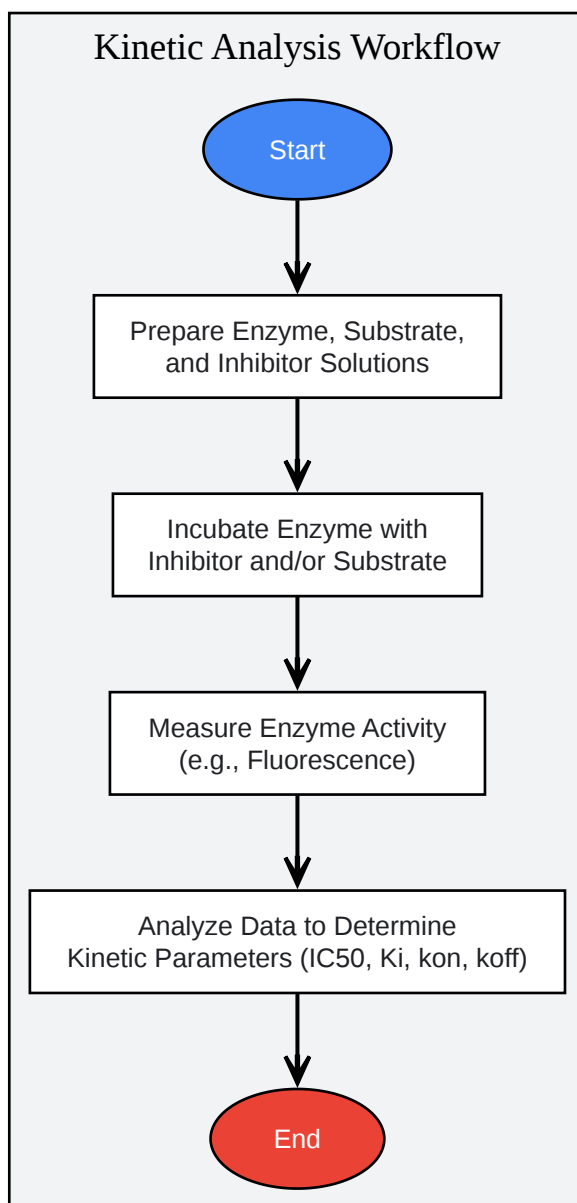 Kinetic Analysis Workflow
Start
Prepare Enzyme, Substrate,
and Inhibitor Solutions
Incubate Enzyme with
Inhibitor and/or Substrate
Measure Enzyme Activity
(e.g., Fluorescence)
Analyze Data to Determine
Kinetic Parameters (IC50, Ki, kon, koff)
End